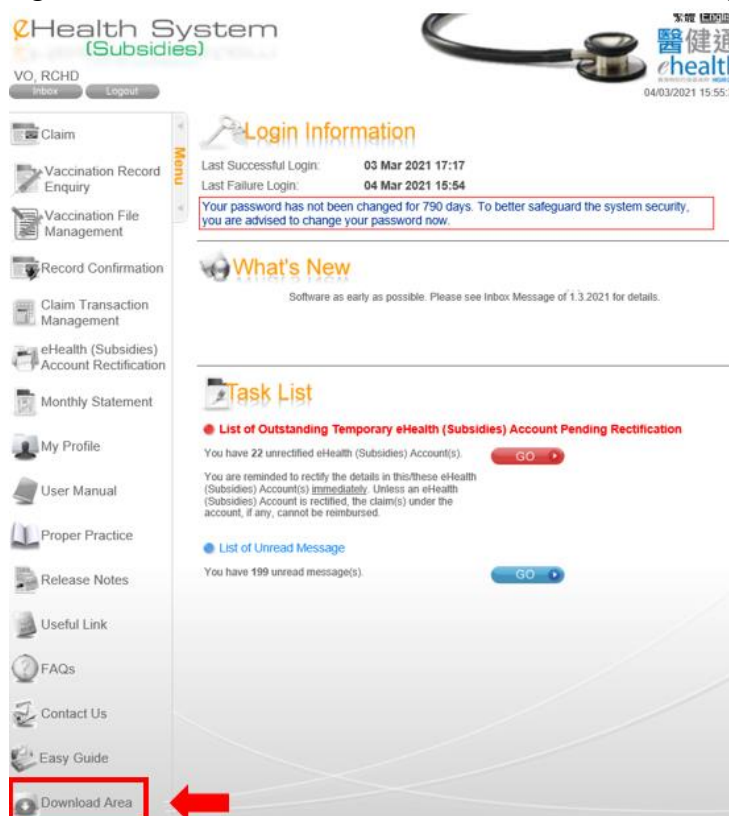 eHealth System
(Subsidies)
繁體
醫健通
ehealth
VO, RCHD
Inbox Logout
04/03/2021 15:55:
Menu
Claim
Vaccination Record
Enquiry
Vaccination File
Management
Record Confirmation
Claim Transaction
Management
eHealth (Subsidies)
Account Rectification
Monthly Statement
My Profile
User Manual
Proper Practice
Release Notes
Useful Link
FAQs
Contact Us
Easy Guide
Download Area
Login Information
Last Successful Login: 03 Mar 2021 17:17
Last Failure Login: 04 Mar 2021 15:54
Your password has not been changed for 790 days. To better safeguard the system security,
you are advised to change your password now.
What's New
Software as early as possible. Please see Inbox Message of 1.3.2021 for details.
Task List
List of Outstanding Temporary eHealth (Subsidies) Account Pending Rectification
You have 22 unrectified eHealth (Subsidies) Account(s).
GO
You are reminded to rectify the details in this/these eHealth
(Subsidies) Account(s) immediately. Unless an eHealth
(Subsidies) Account is rectified, the claim(s) under the
account, if any, cannot be reimbursed.
List of Unread Message
You have 199 unread message(s).
GO